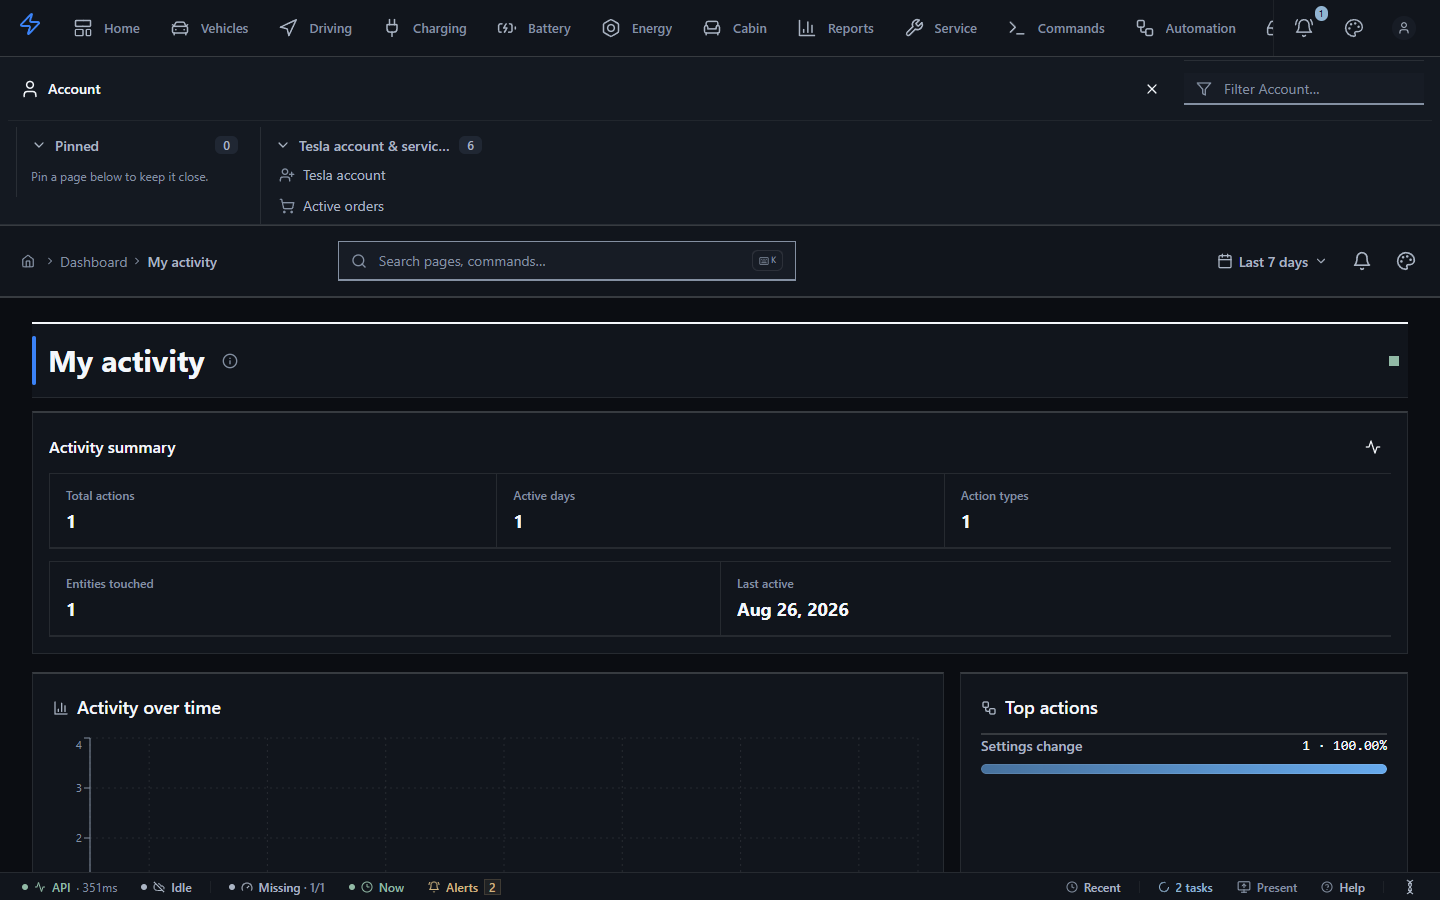 Home
Vehicles
Driving
Charging
Battery
Energy
Cabin
Reports
Service
Commands
Automation
1
Account
Filter Account...
Pinned
0
Pin a page below to keep it close.
Tesla account & servic...
6
Tesla account
Active orders
Dashboard
My activity
Search pages, commands...
K
Last 7 days
My activity
Activity summary
Total actions
1
Active days
1
Action types
1
Entities touched
1
Last active
Aug 26, 2026
Activity over time
4
3
2
Top actions
Settings change
1 · 100.00%
API · 351ms
Idle
Missing · 1/1
Now
Alerts 2
Recent
2 tasks
Present
Help